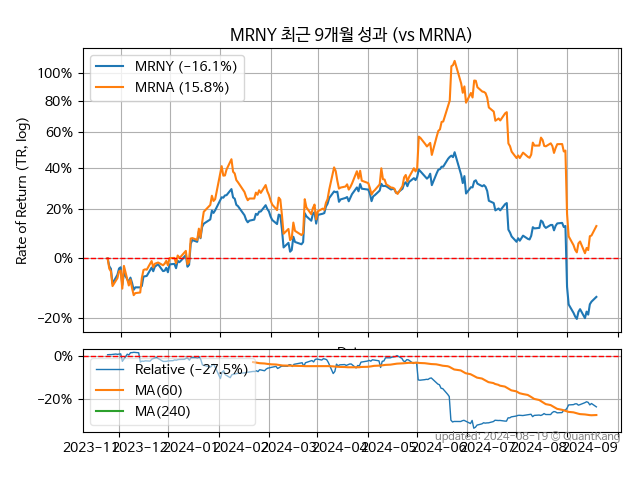 MRNY 최근 9개월 성과 (vs MRNA)
Rate of Return (TR, log)
100%
80%
60%
40%
20%
0%
−20%
MRNY (−16.1%)
MRNA (15.8%)
0%
−20%
Relative (−27.5%)
MA(60)
MA(240)
2023-11
2023-12
2024-01
2024-02
2024-03
2024-04
2024-05
2024-06
2024-07
2024-08
2024-09
updated: 2024-08-19 © QuantKang